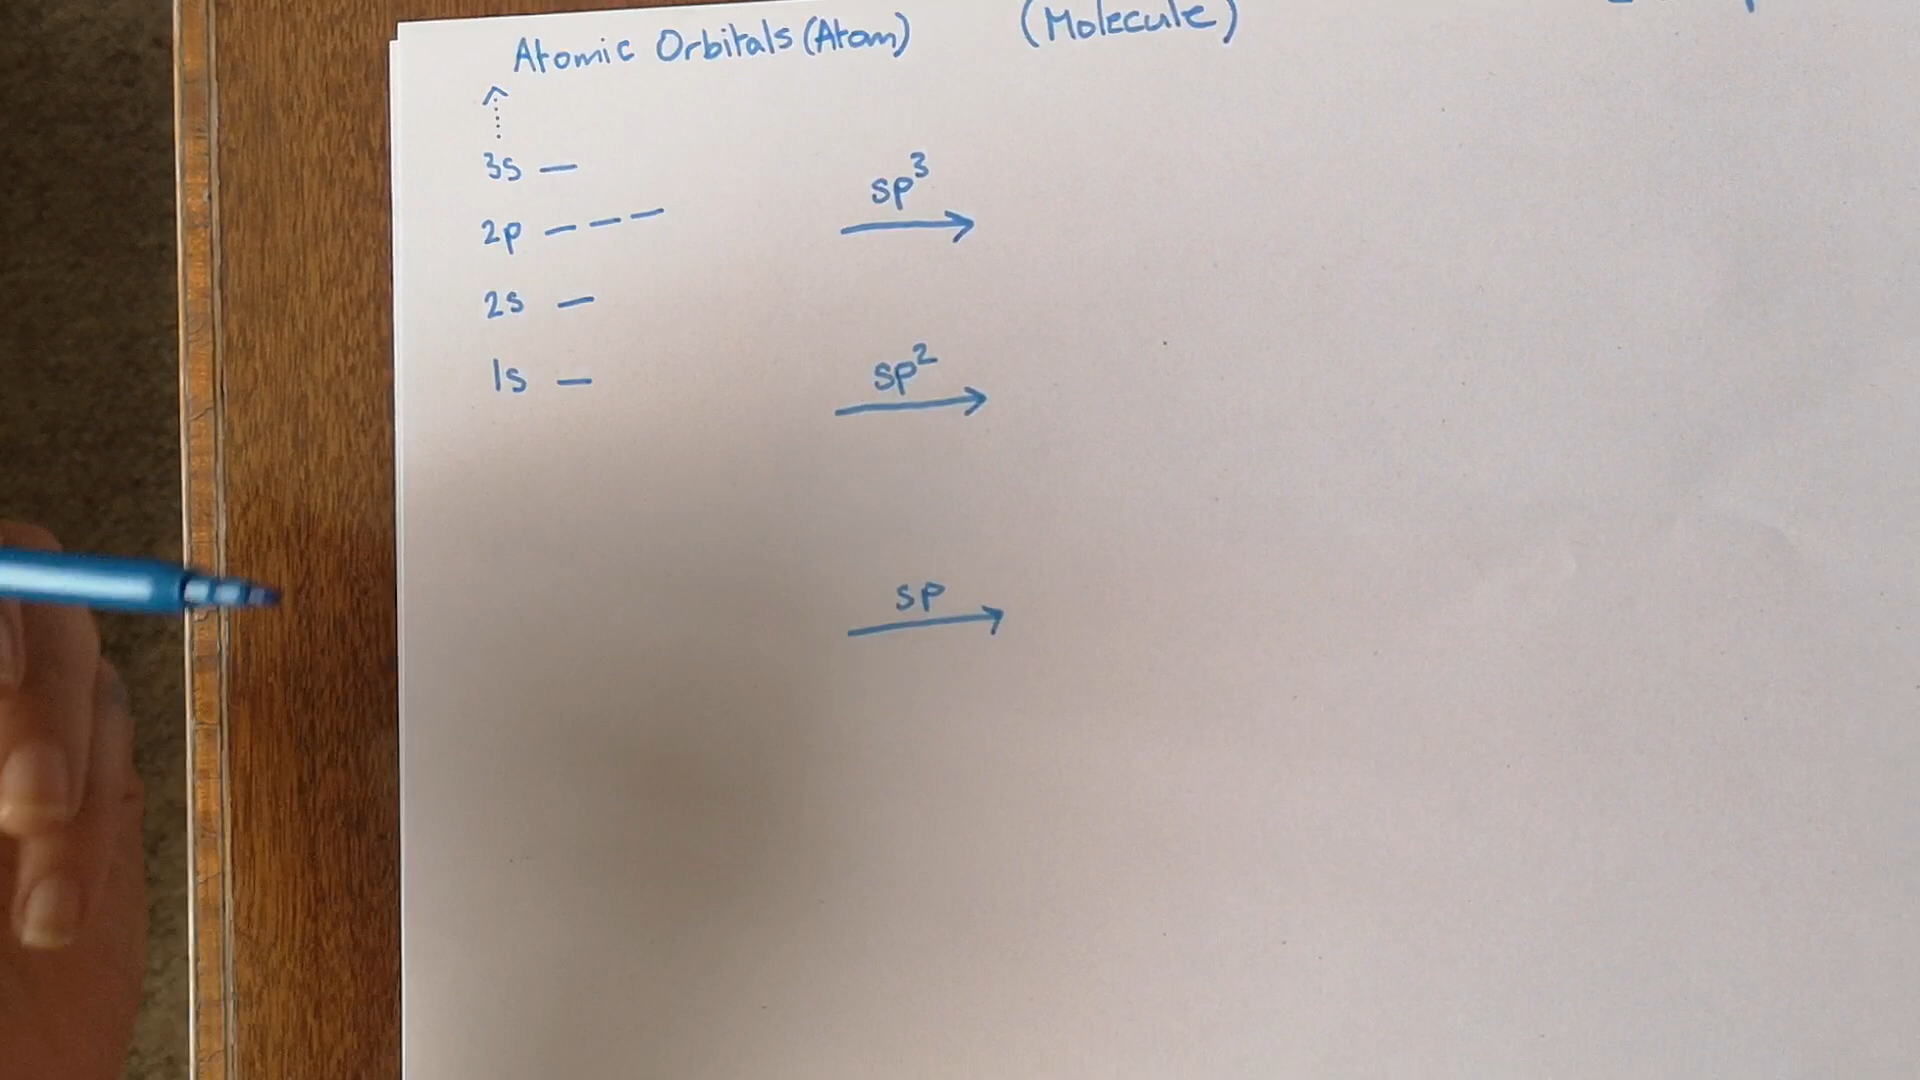 Atomic Orbitals (Atom) (Molecule)
3s
sp³
2p
2s
sp²
1s
sp